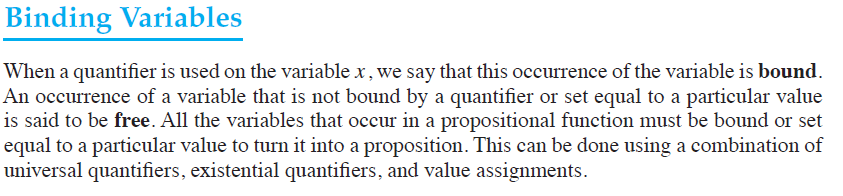 Binding Variables
When a quantifier is used on the variable x, we say that this occurrence of the variable is bound.
An occurrence of a variable that is not bound by a quantifier or set equal to a particular value
is said to be free. All the variables that occur in a propositional function must be bound or set
equal to a particular value to turn it into a proposition. This can be done using a combination of
universal quantifiers, existential quantifiers, and value assignments.